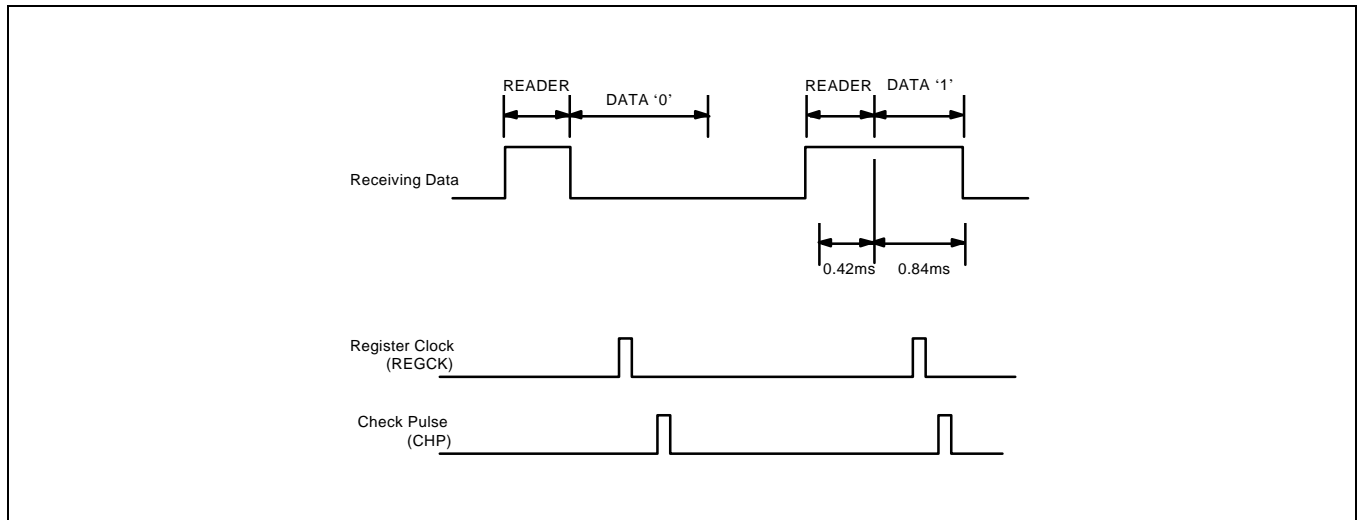 READER
DATA ‘0’
READER
DATA ‘1’
Receiving Data
0.42ms
0.84ms
Register Clock
(REGCK)
Check Pulse
(CHP)